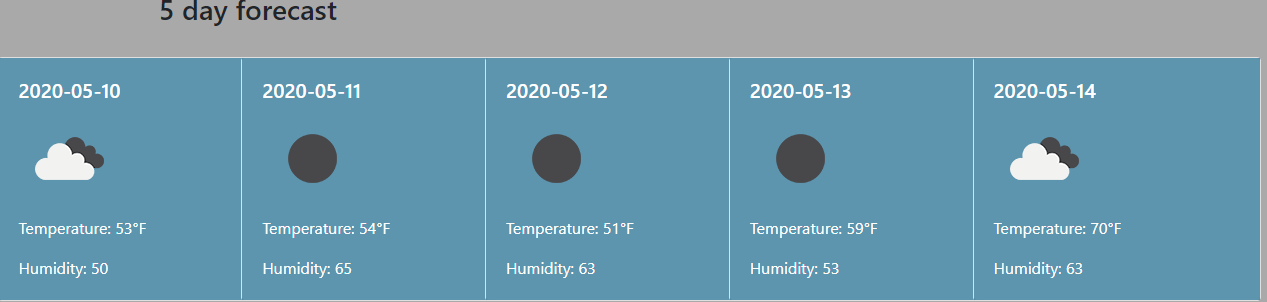 5 day forecast
2020-05-10
Temperature: 53°F
Humidity: 50
2020-05-11
Temperature: 54°F
Humidity: 65
2020-05-12
Temperature: 51°F
Humidity: 63
2020-05-13
Temperature: 59°F
Humidity: 53
2020-05-14
Temperature: 70°F
Humidity: 63